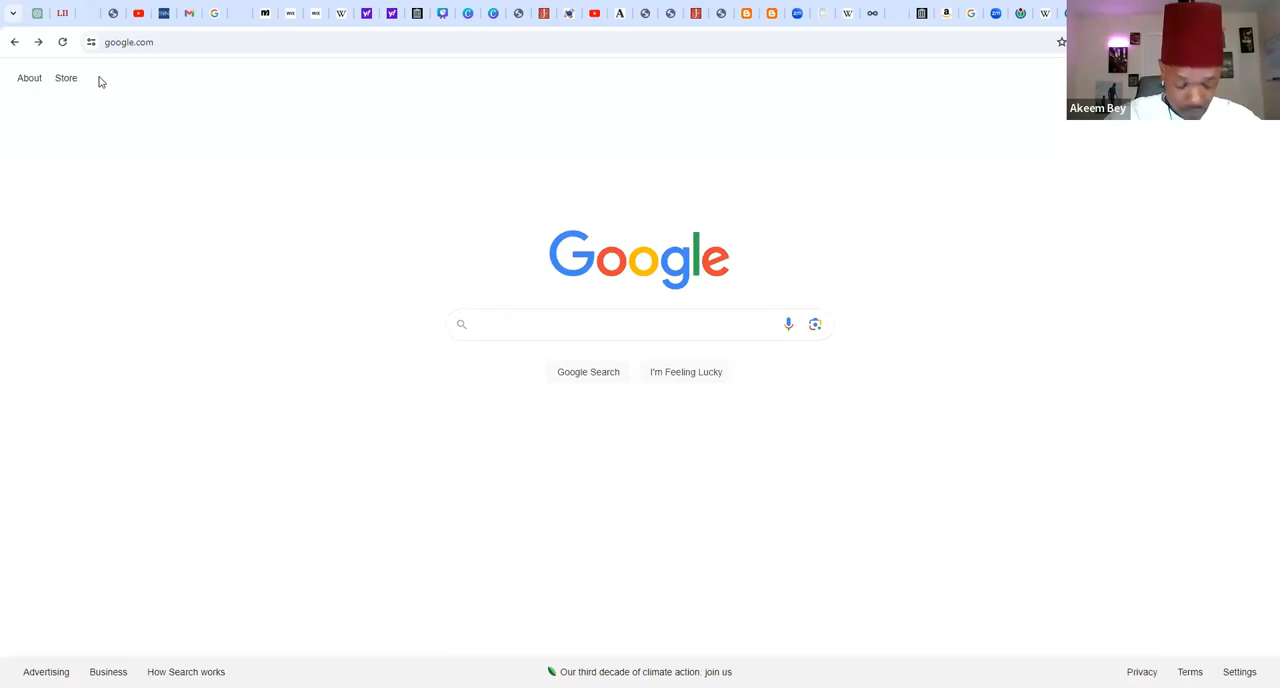 google.com
About Store
Akeem Bey
Google
Google Search I'm Feeling Lucky
Advertising Business How Search works Our third decade of climate action: join us Privacy Terms Settings